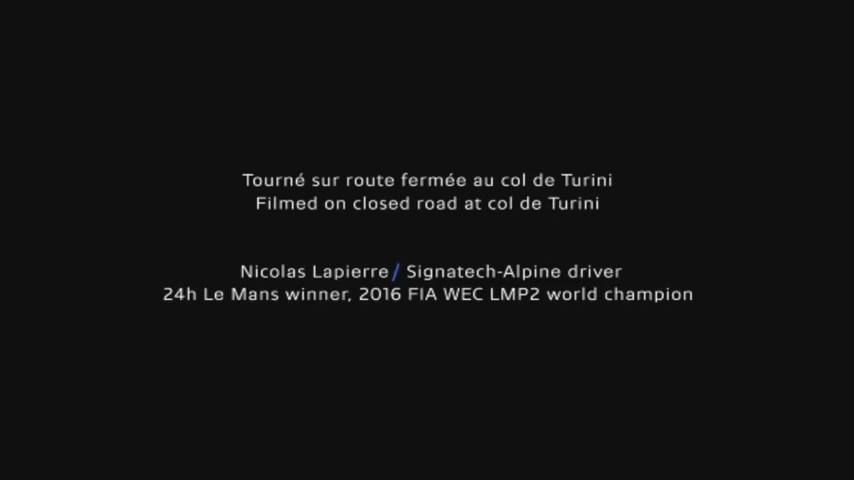 Tourné sur route fermée au col de Turini
Filmed on closed road at col de Turini
Nicolas Lapierre / Signatech-Alpine driver
24h Le Mans winner, 2016 FIA WEC LMP2 world champion